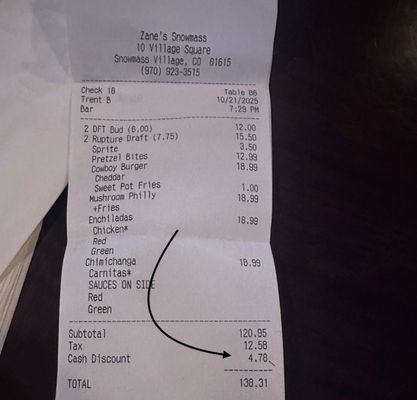 Zane's Snowmass
10 Village Square
Snowmass Village, CO 81615
(970) 923-3515
Check 18 Table B6
Trent B 10/21/2025
Bar 7:29 PM
2 DFT Bud (6.00) 12.00
2 Rupture Draft (7.75) 15.50
Sprite 3.50
Pretzel Bites 12.99
Cowboy Burger 18.99
Cheddar
Sweet Pot Fries 1.00
Mushroom Philly 18.99
+Fries
Enchiladas 18.99
Chicken*
Red
Green
Chimichanga 18.99
Carnitas*
SAUCES ON SIDE
Red
Green
Subtotal 120.95
Tax 12.58
Cash Discount 4.78
TOTAL 138.31